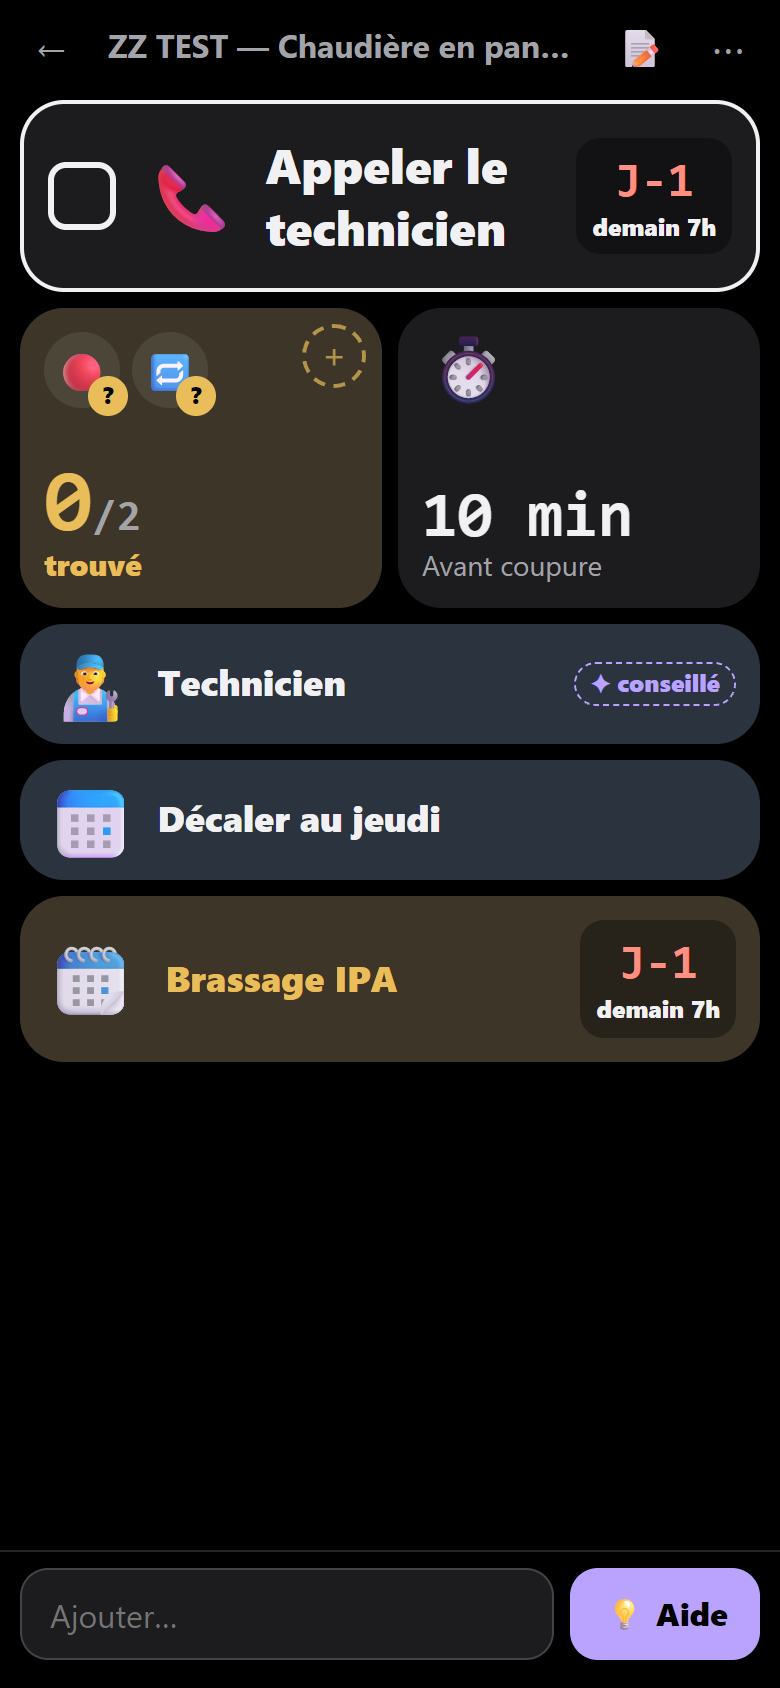 ← ZZ TEST — Chaudière en pan... ...
Appeler le
technicien
J-1
demain 7h
? ?
+
0/2
trouvé
10 min
Avant coupure
Technicien
✦ conseillé
Décaler au jeudi
Brassage IPA
J-1
demain 7h
Ajouter...
Aide